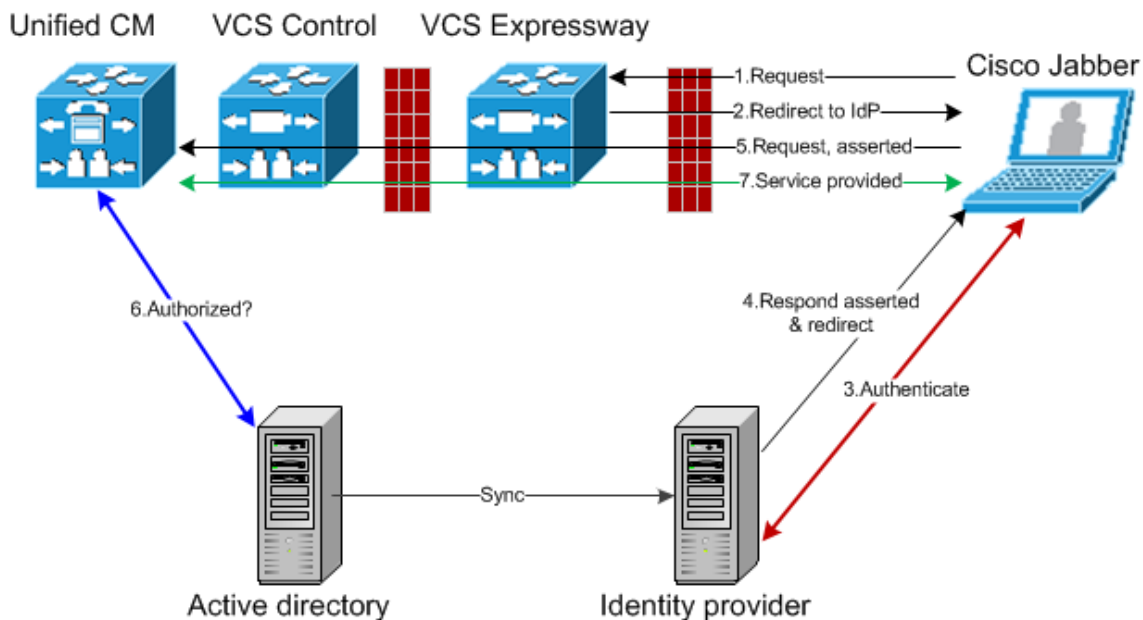 Unified CM
VCS Control
VCS Expressway
Cisco Jabber
1.Request
2.Redirect to IdP
5.Request, asserted
7.Service provided
6.Authorized?
4.Respond asserted
& redirect
3.Authenticate
Sync
Active directory
Identity provider